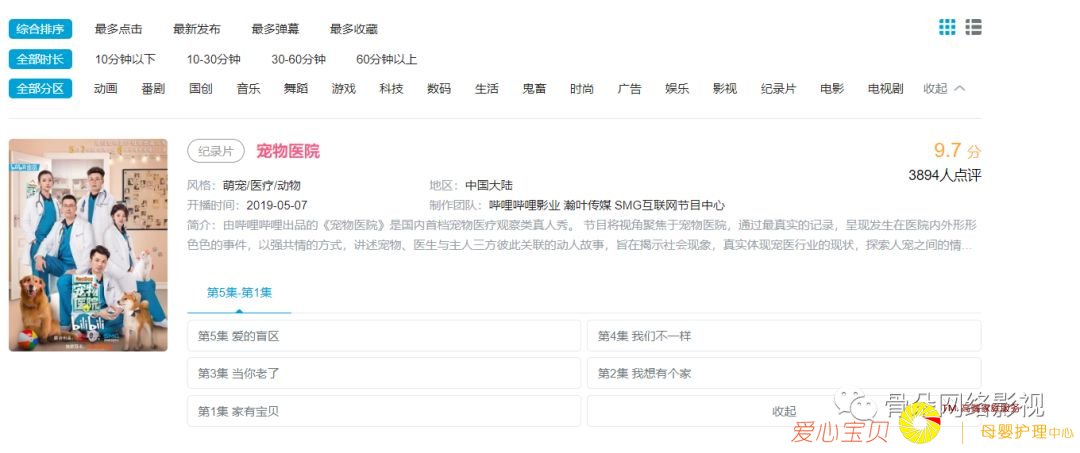 综合排序 最多点击 最新发布 最多弹幕 最多收藏
全部时长 10分钟以下 10-30分钟 30-60分钟 60分钟以上
全部分区 动画 番剧 国创 音乐 舞蹈 游戏 科技 数码 生活 鬼畜 时尚 广告 娱乐 影视 纪录片 电影 电视剧 收起
纪录片 宠物医院 9.7 分
3894人点评
风格: 萌宠/医疗/动物 地区: 中国大陆
开播时间: 2019-05-07 制作团队: 哔哩哔哩影业 瀚叶传媒 SMG互联网节目中心
简介: 由哔哩哔哩出品的《宠物医院》是国内首档宠物医疗观察类真人秀。 节目将视角聚焦于宠物医院，通过最真实的记录，呈现发生在医院内外形形
色色的事件，以强共情的方式，讲述宠物、医生与主人三方彼此关联的动人故事，旨在揭示社会现象，真实体现宠医行业的现状，探索人宠之间的情...
宠物
医院
bilibili
第5集-第1集
第5集 爱的盲区 第4集 我们不一样
第3集 当你老了 第2集 我想有个家
第1集 家有宝贝 收起
骨朵网络影视
爱心宝贝 母婴护理中心